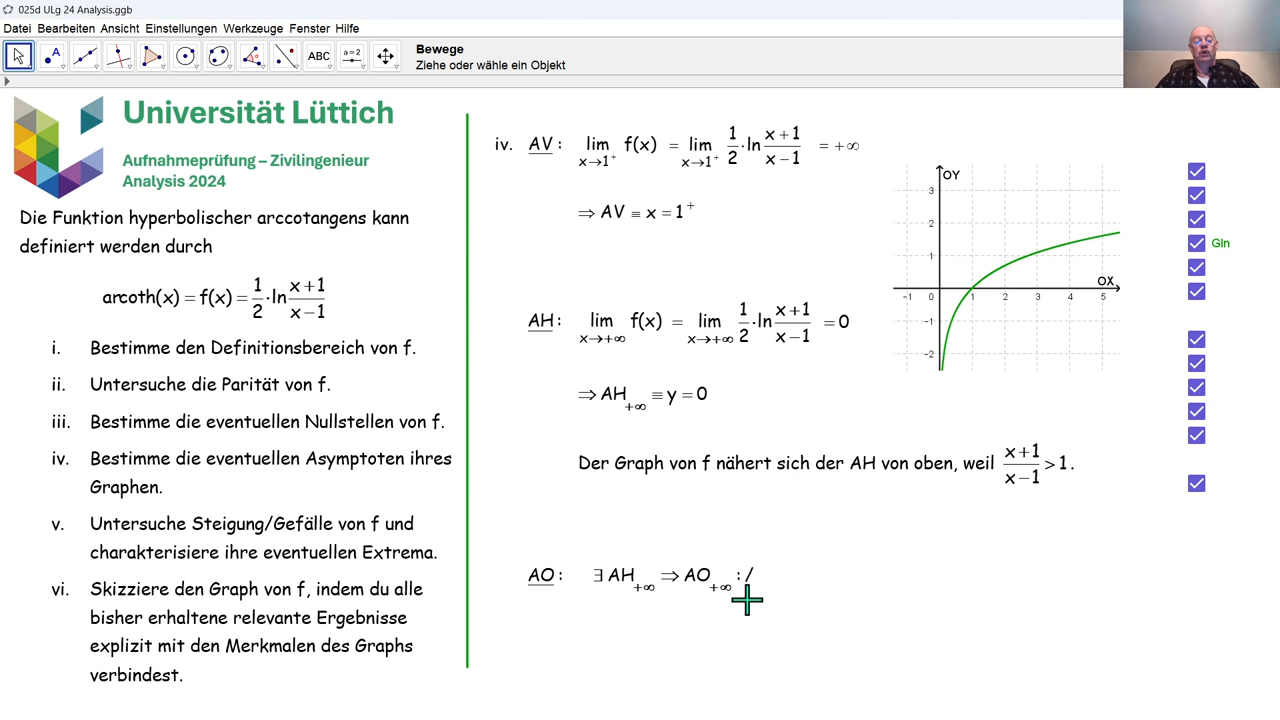 025d ULg 24 Analysis.ggb
Datei Bearbeiten Ansicht Einstellungen Werkzeuge Fenster Hilfe
A
ABC
a=2
Bewege
Ziehe oder wähle ein Objekt
Universität Lüttich
Aufnahmeprüfung – Zivilingenieur
Analysis 2024
Die Funktion hyperbolischer arccotangens kann
definiert werden durch
arcoth(x) = f(x) = 1/2 · ln (x+1)/(x−1)
i. Bestimme den Definitionsbereich von f.
ii. Untersuche die Parität von f.
iii. Bestimme die eventuellen Nullstellen von f.
iv. Bestimme die eventuellen Asymptoten ihres
Graphen.
v. Untersuche Steigung/Gefälle von f und
charakterisiere ihre eventuellen Extrema.
vi. Skizziere den Graph von f, indem du alle
bisher erhaltene relevante Ergebnisse
explizit mit den Merkmalen des Graphs
verbindest.
iv. AV: lim x→1⁺ f(x) = lim x→1⁺ 1/2 · ln (x+1)/(x−1) = +∞
⇒ AV ≡ x = 1⁺
AH: lim x→+∞ f(x) = lim x→+∞ 1/2 · ln (x+1)/(x−1) = 0
⇒ AH +∞ ≡ y = 0
Der Graph von f nähert sich der AH von oben, weil (x+1)/(x−1) > 1.
AO: ∃ AH +∞ ⇒ AO +∞ : /
OY
3
2
1
OX
−1 0 1 2 3 4 5
−1
−2
Gln